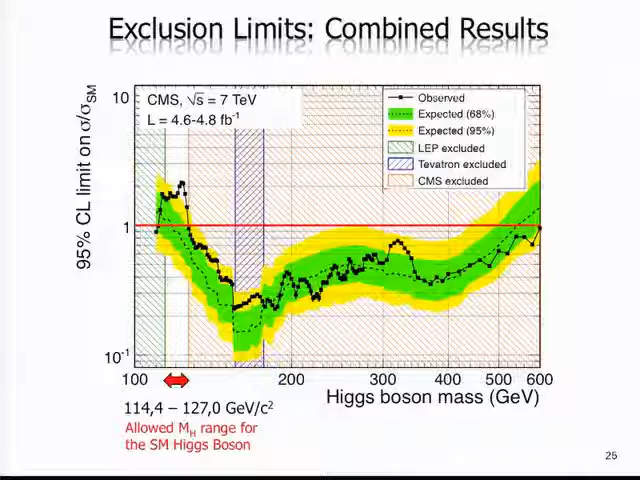 Exclusion Limits: Combined Results
95% CL limit on σ/σSM
CMS, √s = 7 TeV
L = 4.6-4.8 fb-1
Observed
Expected (68%)
Expected (95%)
LEP excluded
Tevatron excluded
CMS excluded
10
1
10-1
100 200 300 400 500 600
Higgs boson mass (GeV)
114,4 – 127,0 GeV/c2
Allowed MH range for
the SM Higgs Boson
25